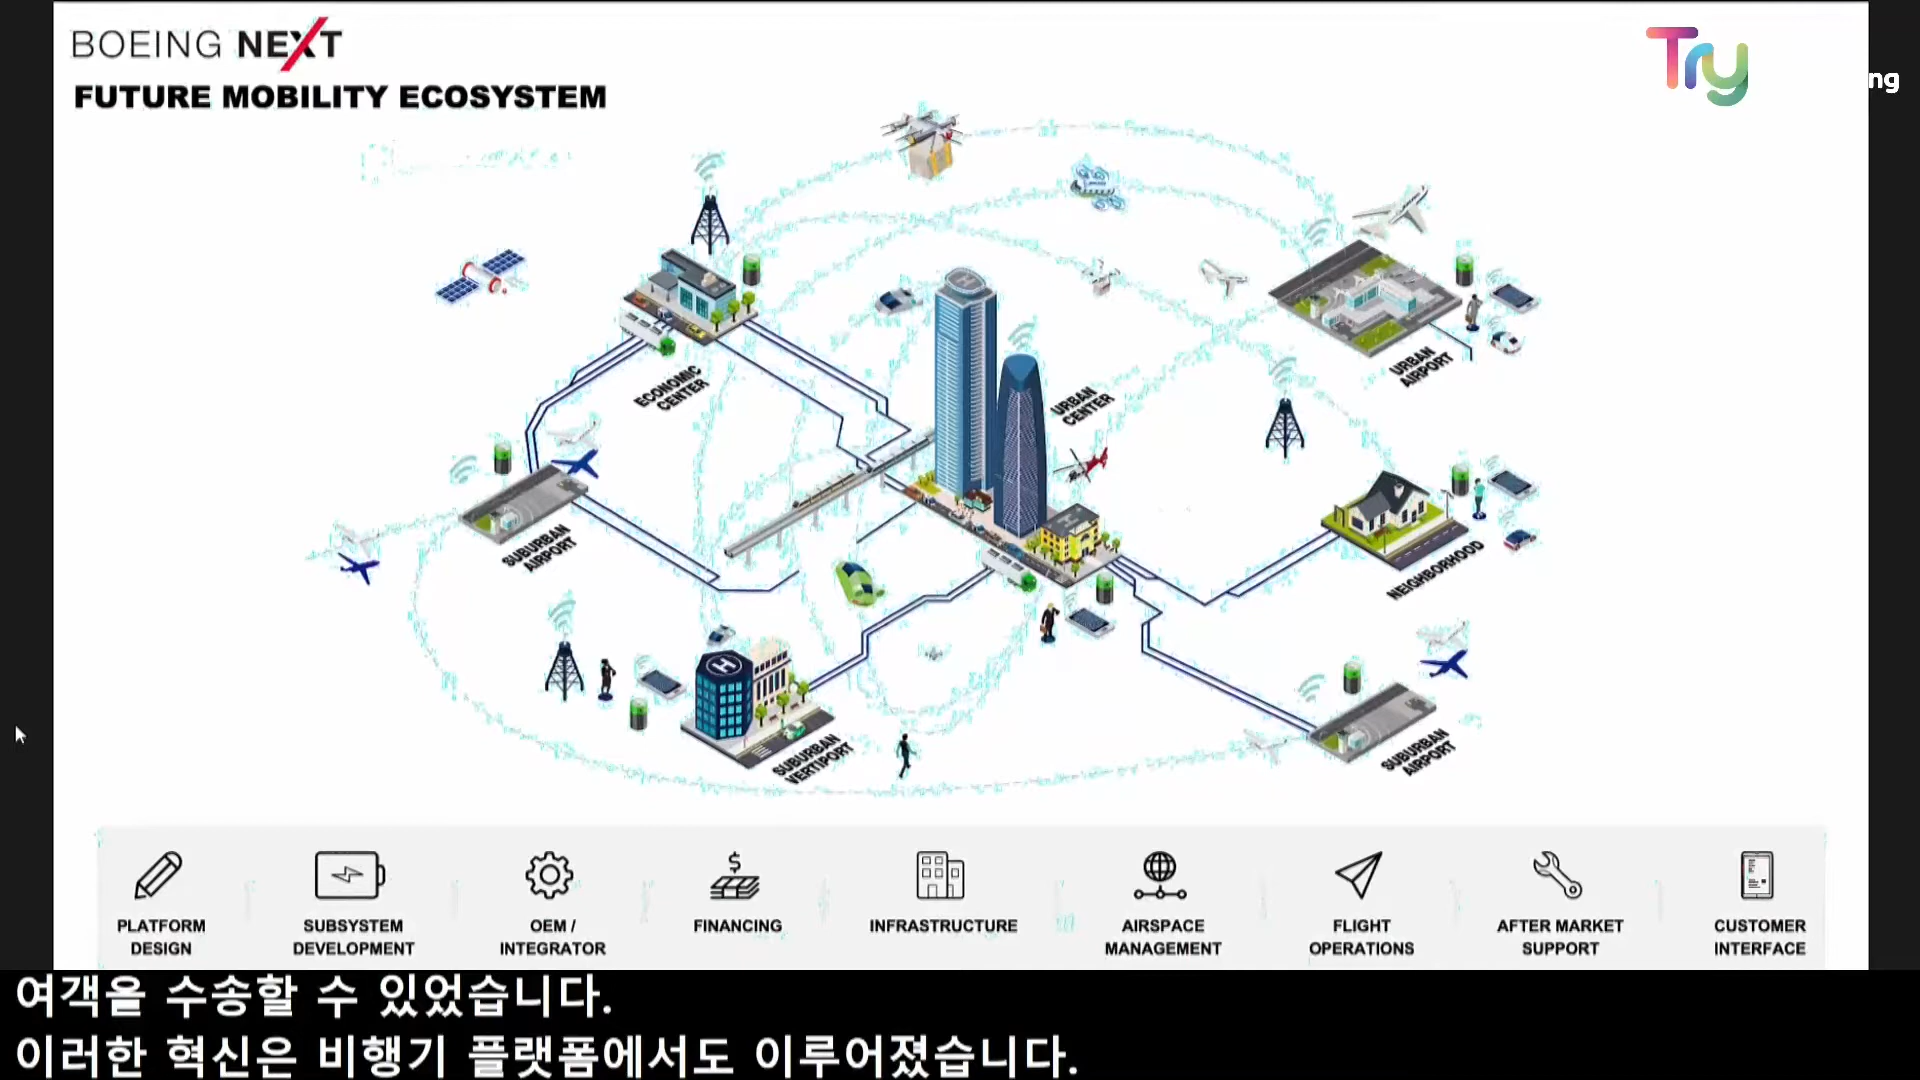 BOEING NEXT
FUTURE MOBILITY ECOSYSTEM
Try
ng
ECONOMIC
CENTER
URBAN
CENTER
URBAN
AIRPORT
SUBURBAN
AIRPORT
NEIGHBORHOOD
SUBURBAN
VERTIPORT
SUBURBAN
AIRPORT
PLATFORM
DESIGN
SUBSYSTEM
DEVELOPMENT
OEM /
INTEGRATOR
FINANCING
INFRASTRUCTURE
AIRSPACE
MANAGEMENT
FLIGHT
OPERATIONS
AFTER MARKET
SUPPORT
CUSTOMER
INTERFACE
여객을 수송할 수 있었습니다.
이러한 혁신은 비행기 플랫폼에서도 이루어졌습니다.